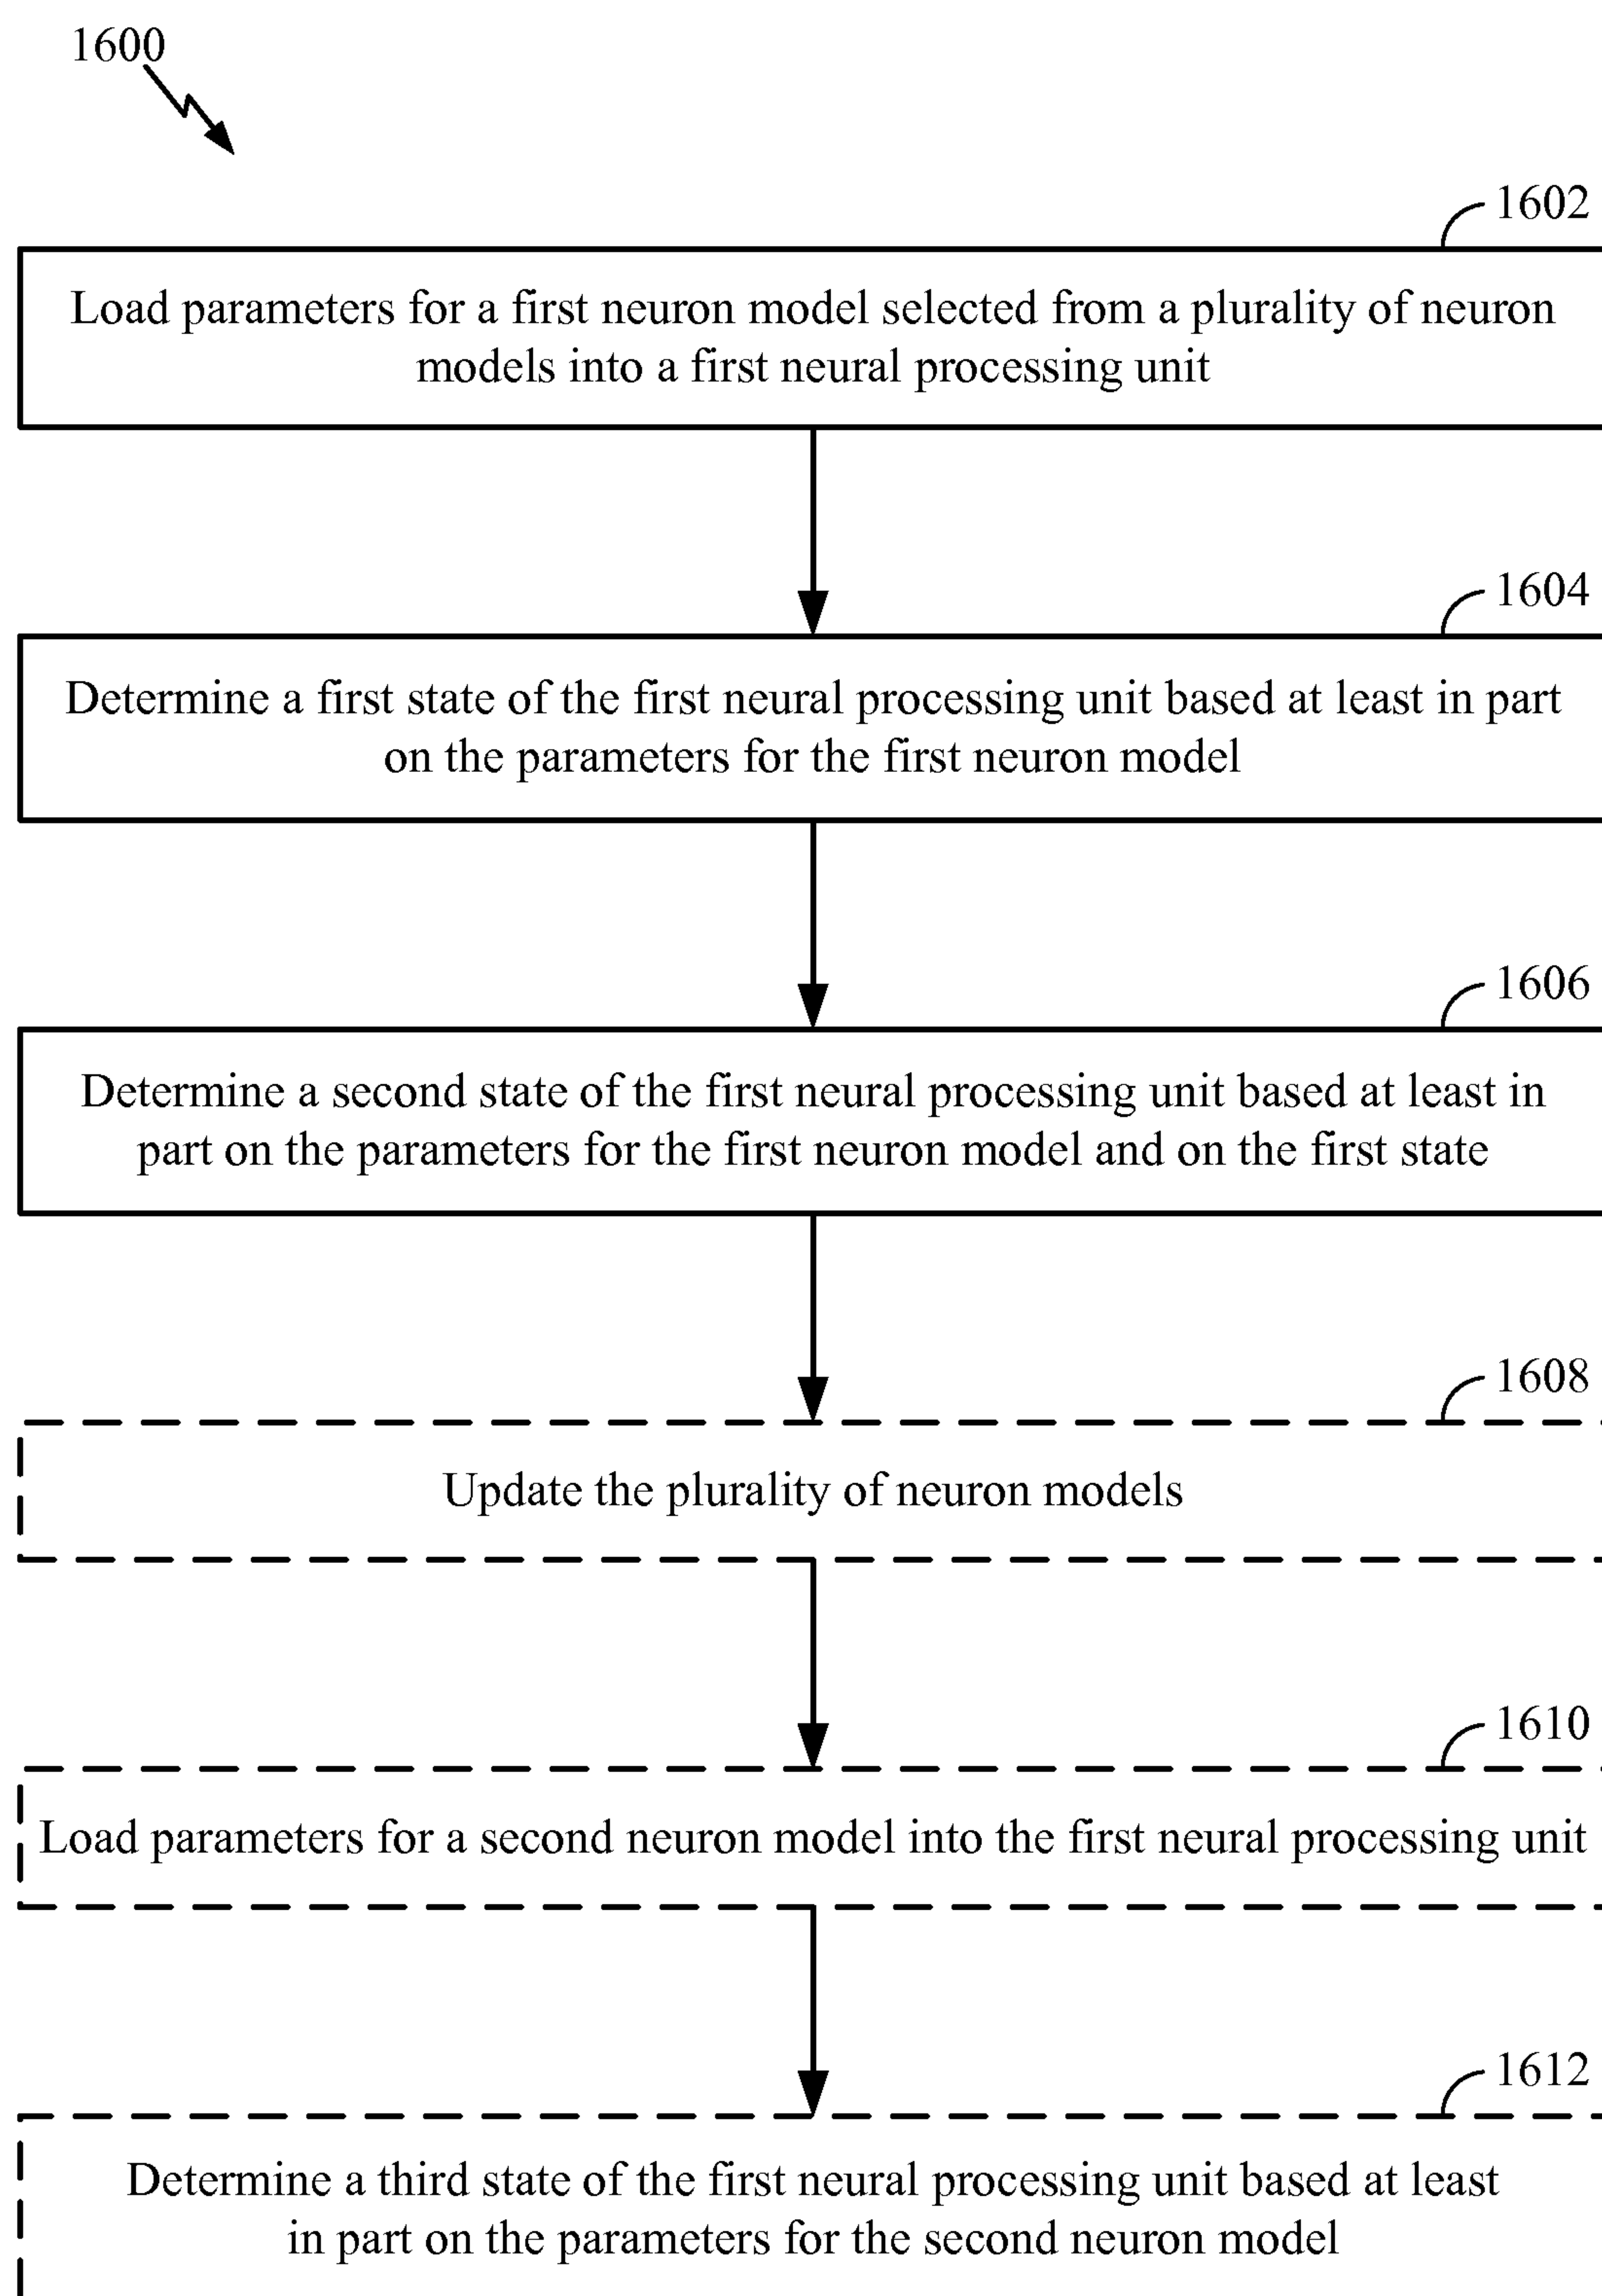 1600
1602
Load parameters for a first neuron model selected from a plurality of neuron
models into a first neural processing unit
1604
Determine a first state of the first neural processing unit based at least in part
on the parameters for the first neuron model
1606
Determine a second state of the first neural processing unit based at least in
part on the parameters for the first neuron model and on the first state
1608
Update the plurality of neuron models
1610
Load parameters for a second neuron model into the first neural processing unit
1612
Determine a third state of the first neural processing unit based at least
in part on the parameters for the second neuron model